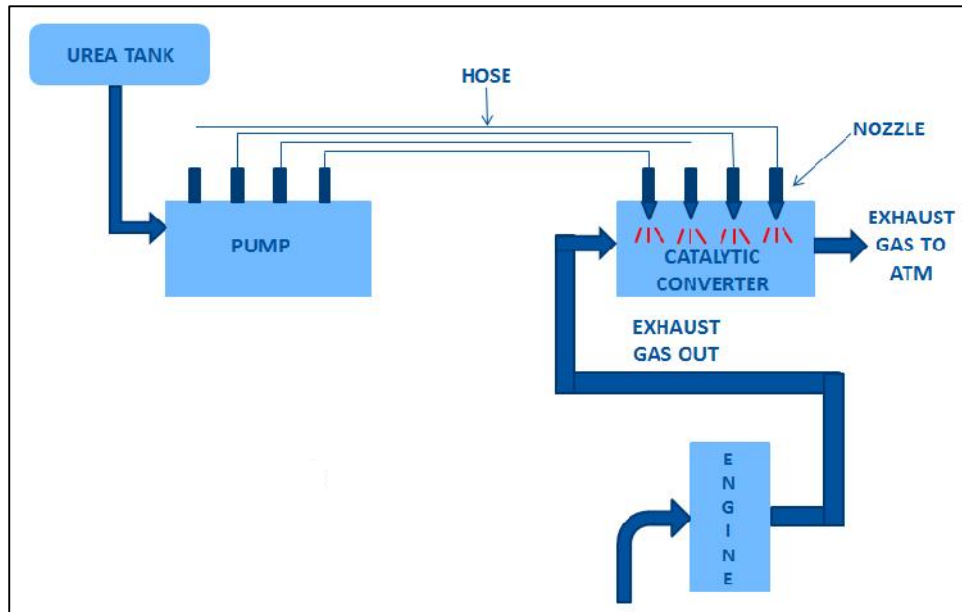 UREA TANK
HOSE
NOZZLE
PUMP
EXHAUST
GAS TO
ATM
CATALYTIC
CONVERTER
EXHAUST
GAS OUT
E
N
G
I
N
E